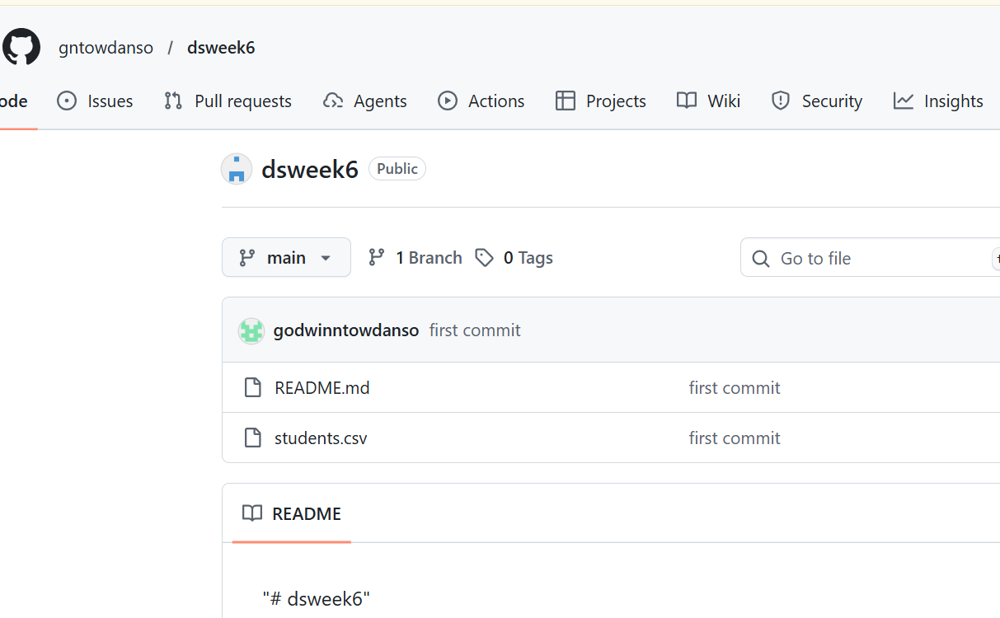 gntowdanso / dsweek6
ode Issues Pull requests Agents Actions Projects Wiki Security Insights
dsweek6 Public
main 1 Branch 0 Tags Go to file
godwinntowdanso first commit
README.md first commit
students.csv first commit
README
"# dsweek6"